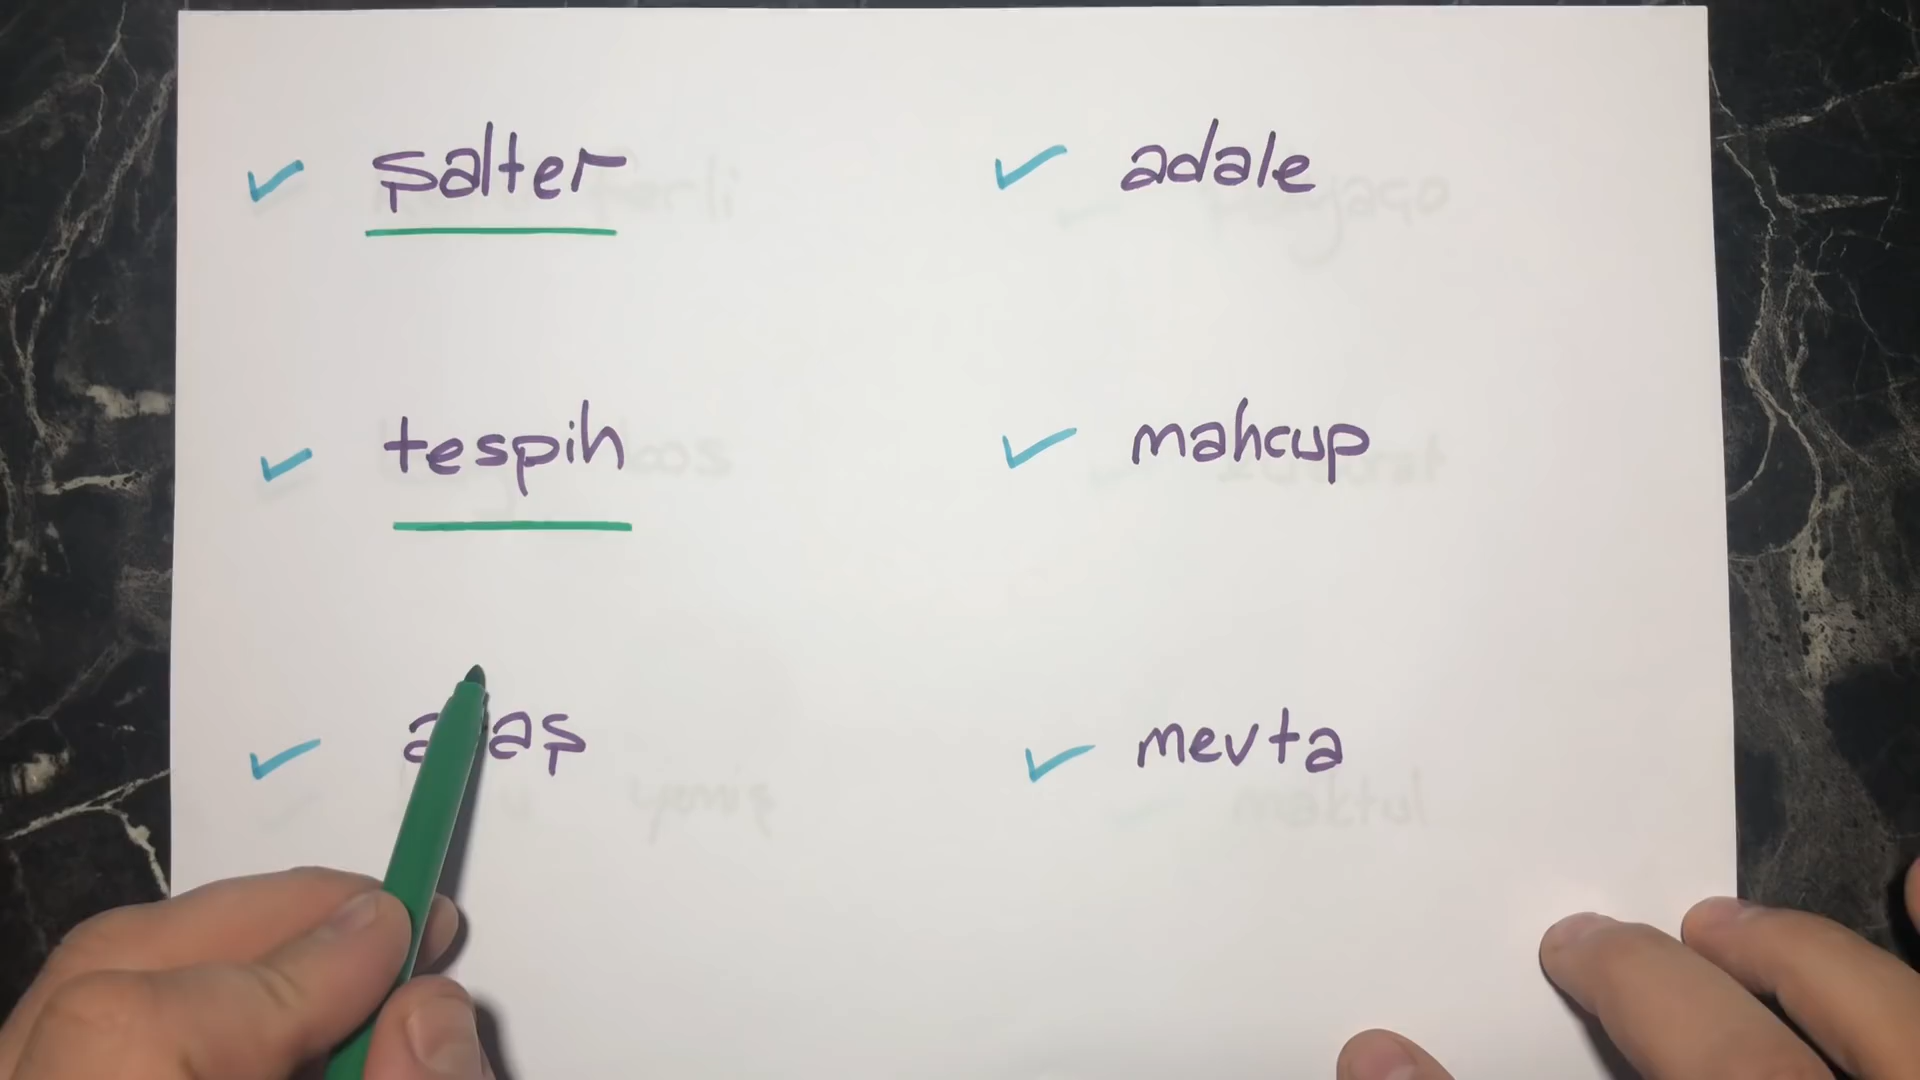 şalter
adale
tespih
mahcup
mevta